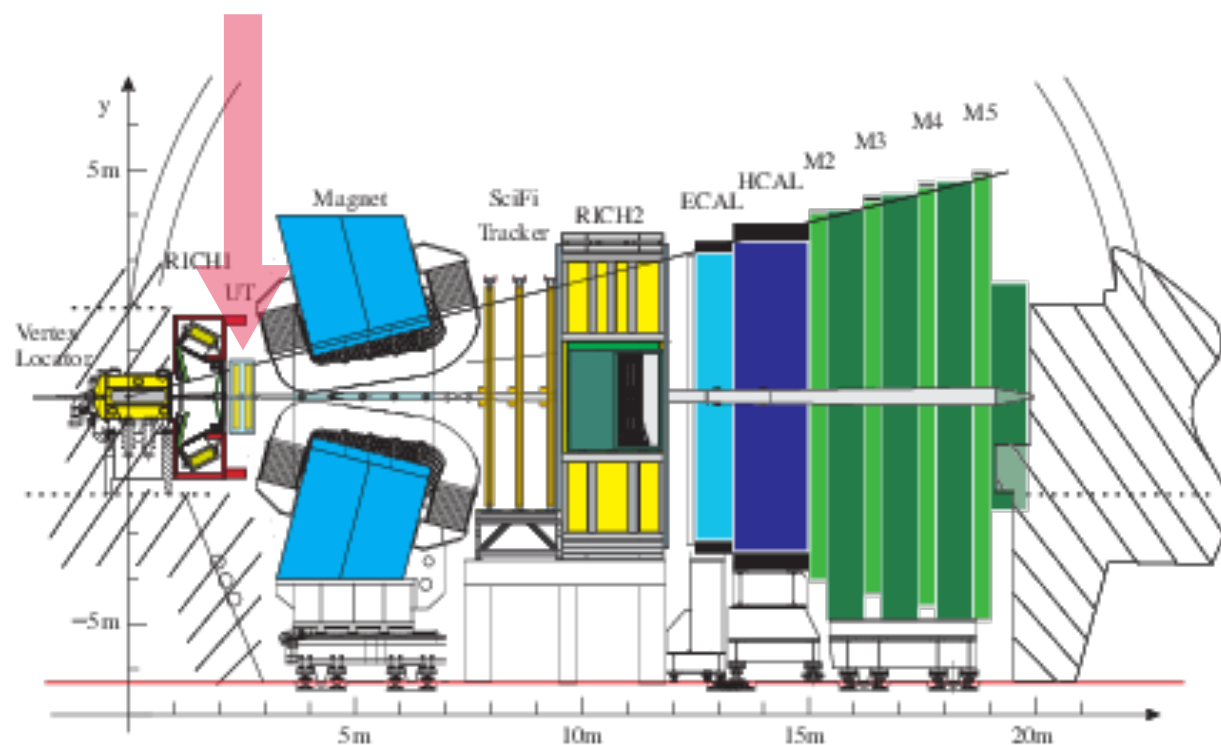 y
5m
Magnet
SciFi
Tracker
RICH2
ECAL
HCAL
M2
M3
M4
M5
RICH1
UT
Vertex
Locator
−5m
5m
10m
15m
20m